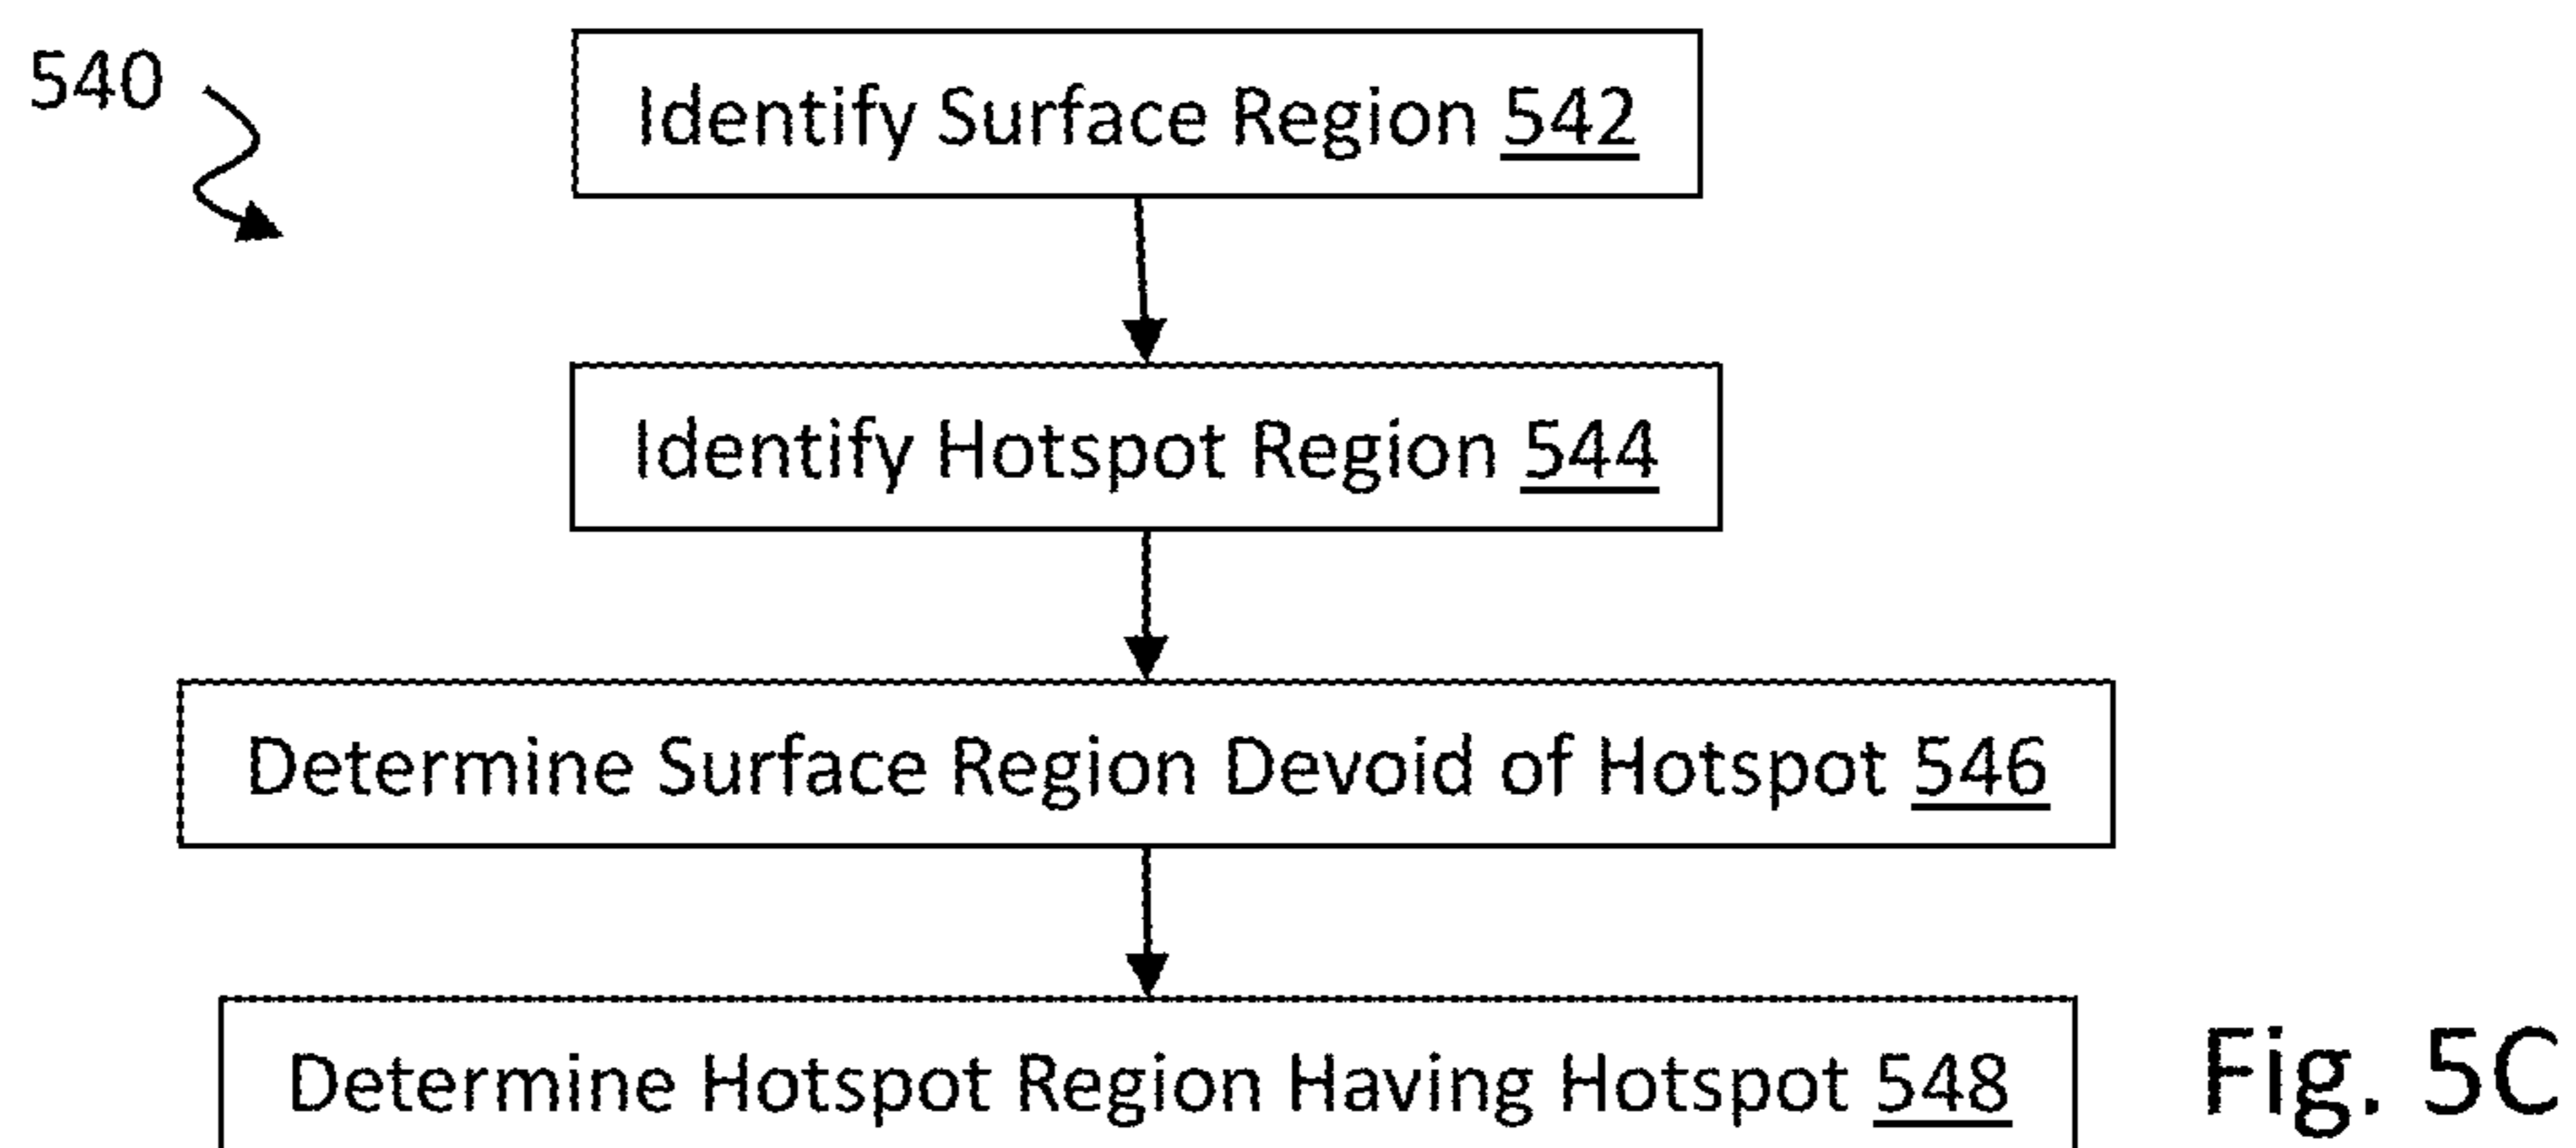 540
Identify Surface Region 542
Identify Hotspot Region 544
Determine Surface Region Devoid of Hotspot 546
Determine Hotspot Region Having Hotspot 548
Fig. 5C